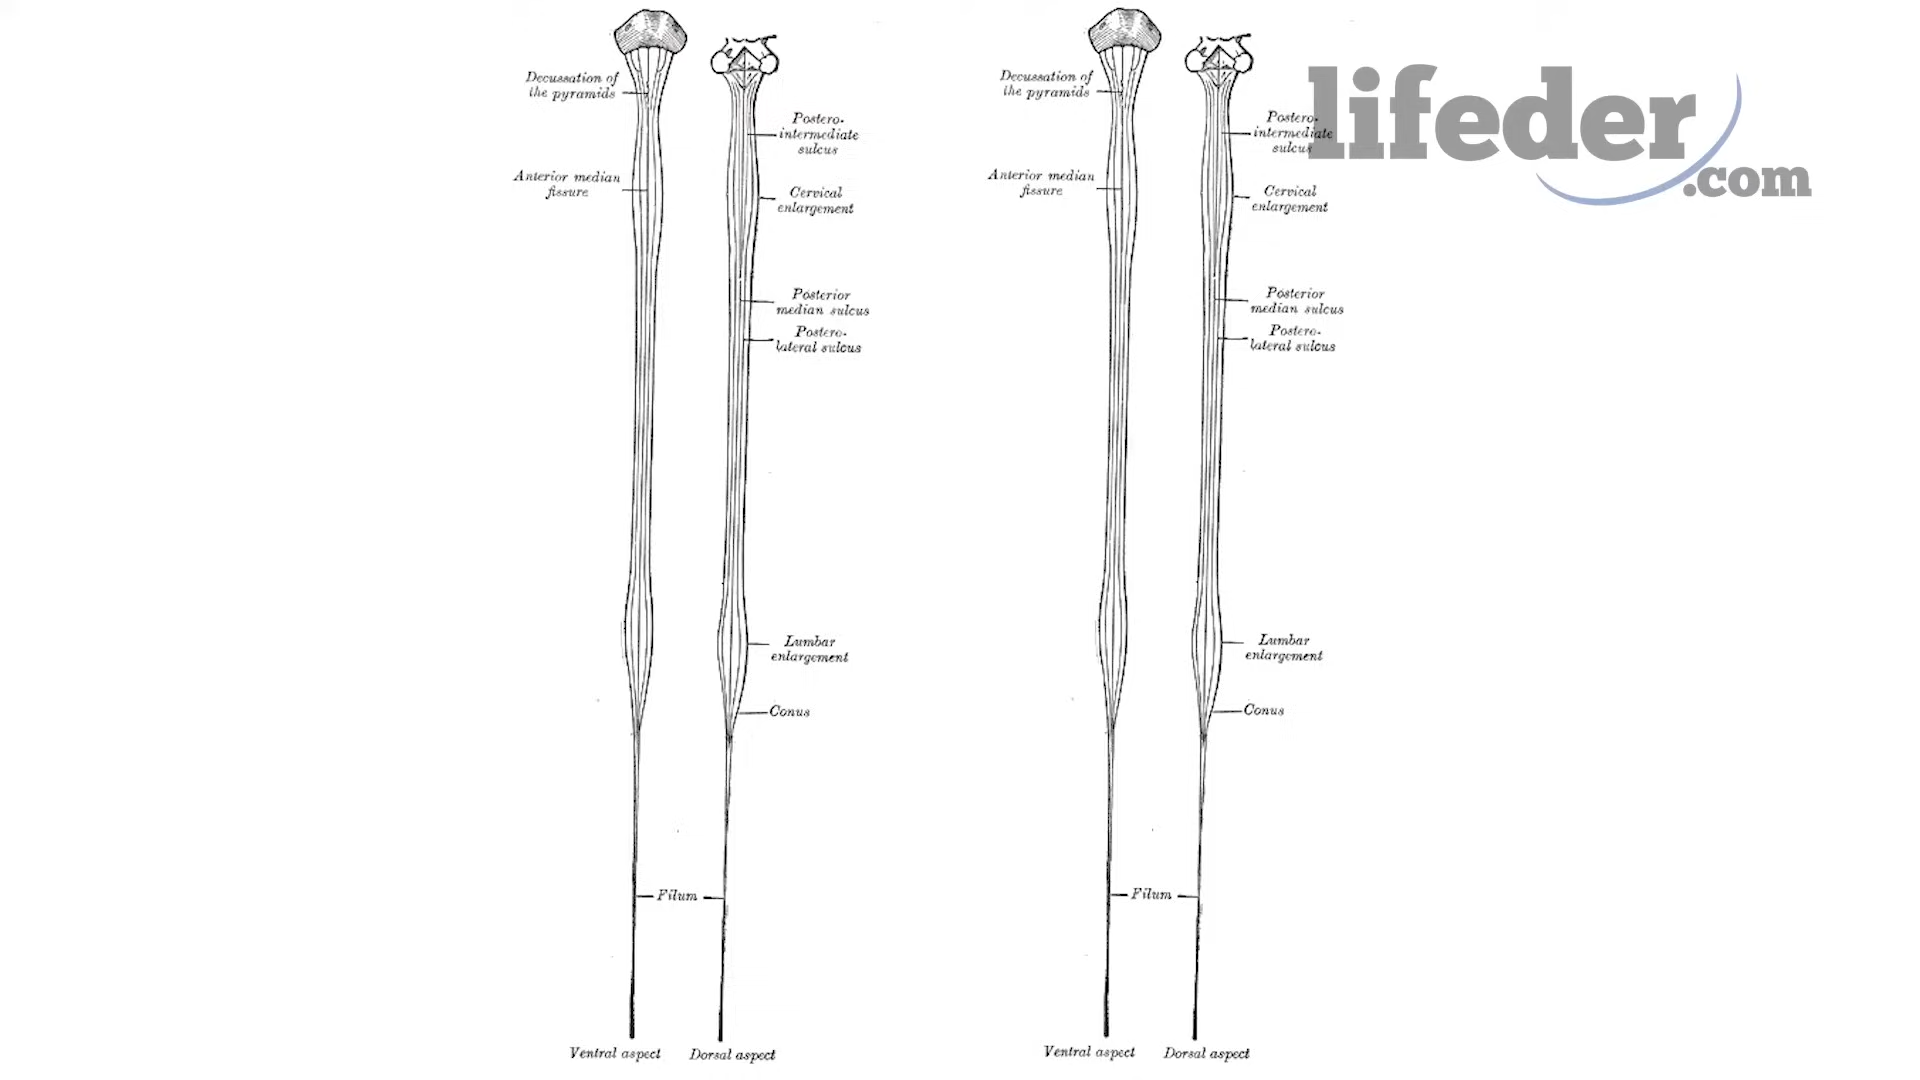 Decussation of
the pyramids
Postero-
intermediate
sulcus
Anterior median
fissure
Cervical
enlargement
Posterior
median sulcus
Postero-
lateral sulcus
Lumbar
enlargement
Conus
Filum
Ventral aspect
Dorsal aspect
Decussation of
the pyramids
Postero-
intermediate
sulcus
Anterior median
fissure
Cervical
enlargement
Posterior
median sulcus
Postero-
lateral sulcus
Lumbar
enlargement
Conus
Filum
Ventral aspect
Dorsal aspect
lifeder
.com